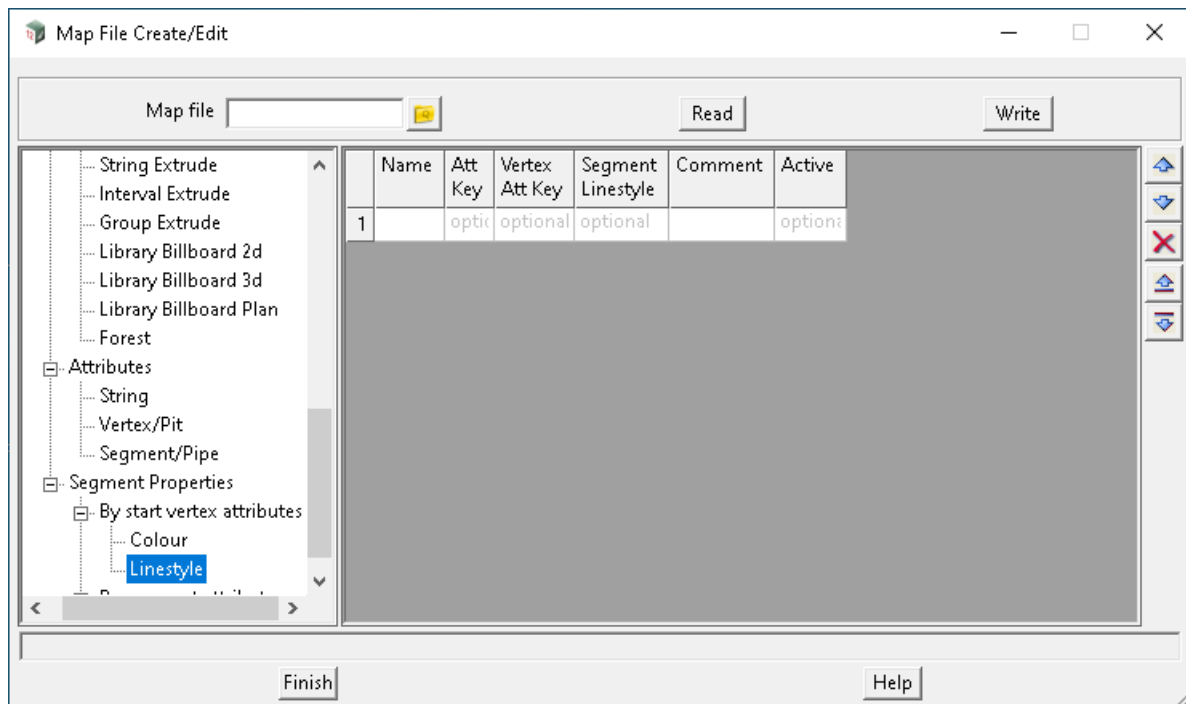 Map File Create/Edit
Map file
Read
Write
String Extrude
Interval Extrude
Group Extrude
Library Billboard 2d
Library Billboard 3d
Library Billboard Plan
Forest
Attributes
String
Vertex/Pit
Segment/Pipe
Segment Properties
By start vertex attributes
Colour
Linestyle
Name Att Key Vertex Att Key Segment Linestyle Comment Active
1 optic optional optional optiona
Finish
Help